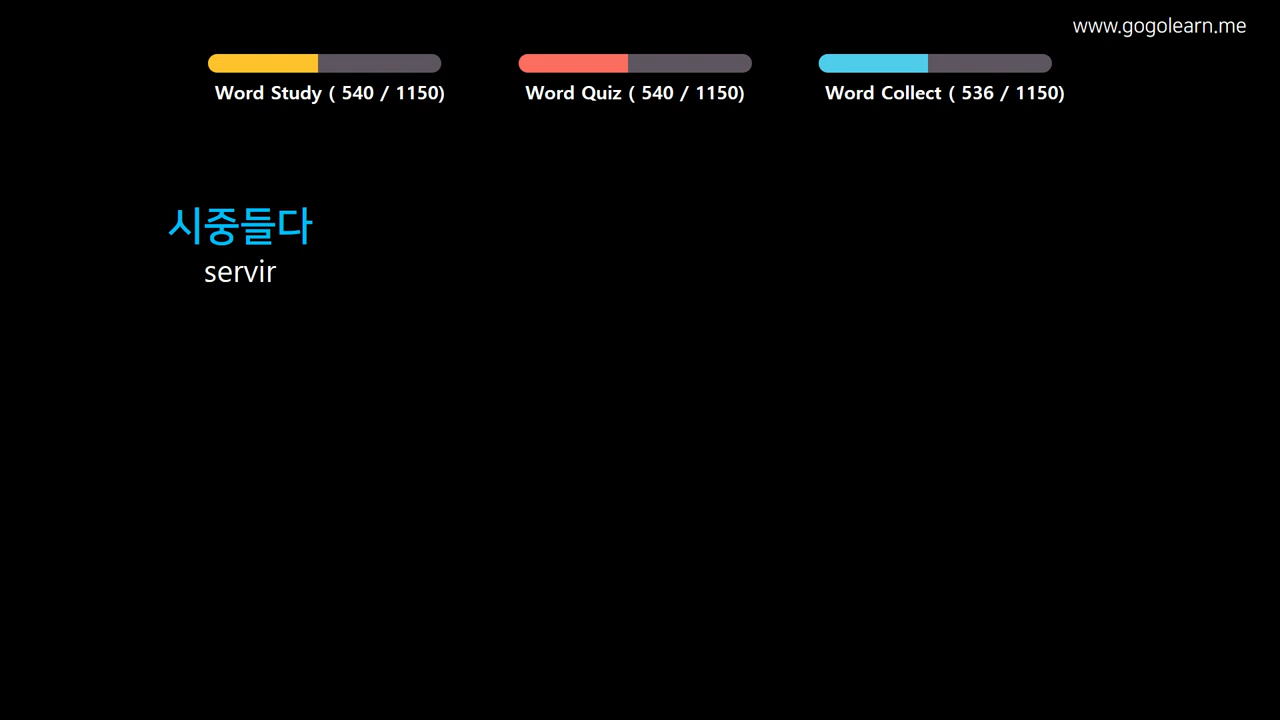 www.gogolearn.me
Word Study ( 540 / 1150)
Word Quiz ( 540 / 1150)
Word Collect ( 536 / 1150)
시중들다
servir